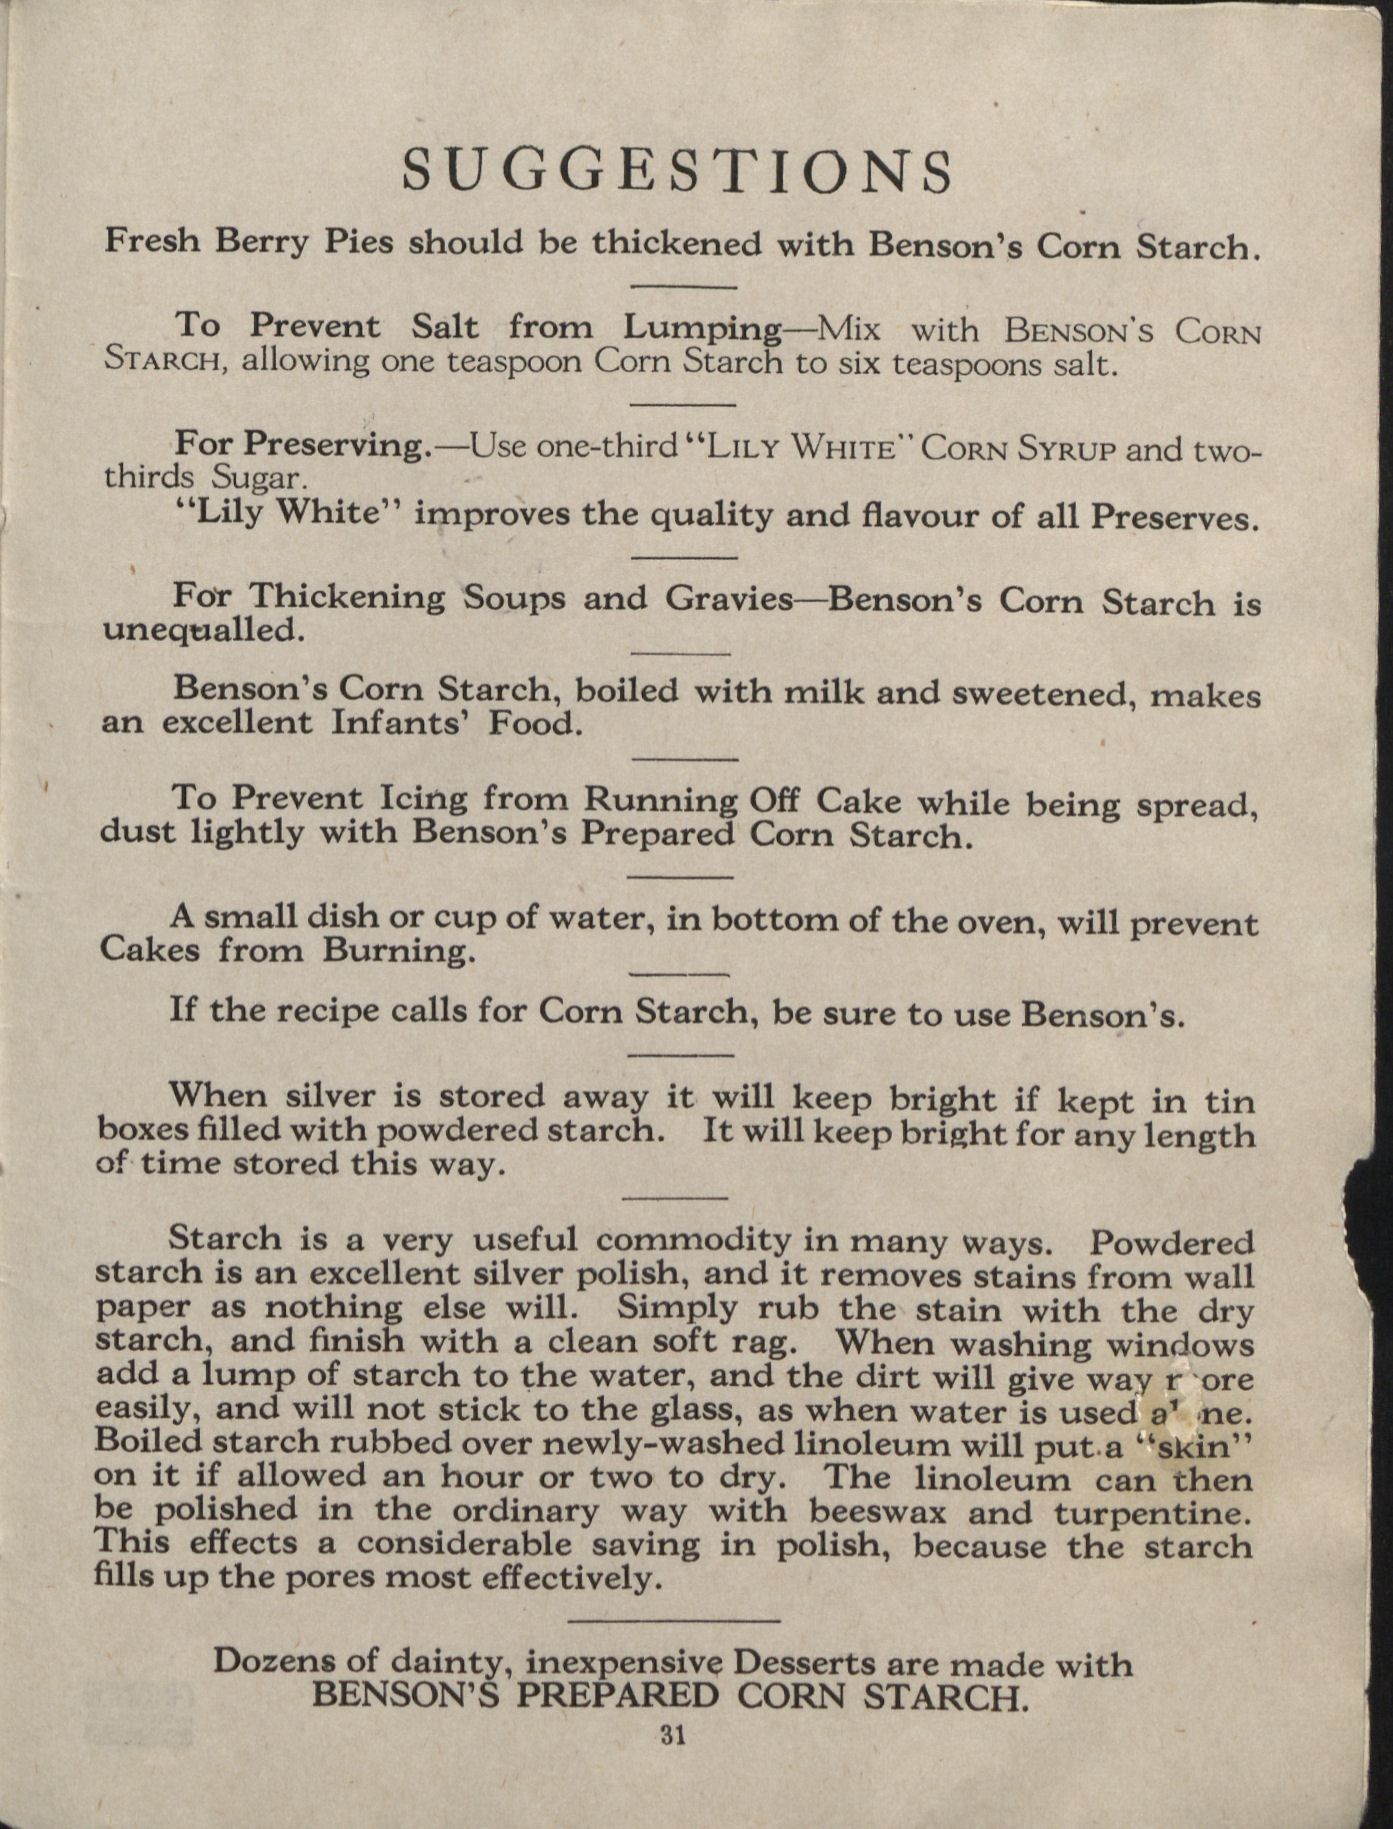 SUGGESTIONS
Fresh Berry Pies should be thickened with Benson's Corn Starch.
To Prevent Salt from Lumping—Mix with BENSON'S CORN
STARCH, allowing one teaspoon Corn Starch to six teaspoons salt.
For Preserving.—Use one-third "LILY WHITE" CORN SYRUP and two-
thirds Sugar.
"Lily White" improves the quality and flavour of all Preserves.
For Thickening Soups and Gravies—Benson's Corn Starch is
unequalled.
Benson's Corn Starch, boiled with milk and sweetened, makes
an excellent Infants' Food.
To Prevent Icing from Running Off Cake while being spread,
dust lightly with Benson's Prepared Corn Starch.
A small dish or cup of water, in bottom of the oven, will prevent
Cakes from Burning.
If the recipe calls for Corn Starch, be sure to use Benson's.
When silver is stored away it will keep bright if kept in tin
boxes filled with powdered starch. It will keep bright for any length
of time stored this way.
Starch is a very useful commodity in many ways. Powdered
starch is an excellent silver polish, and it removes stains from wall
paper as nothing else will. Simply rub the stain with the dry
starch, and finish with a clean soft rag. When washing windows
add a lump of starch to the water, and the dirt will give way more
easily, and will not stick to the glass, as when water is used alone.
Boiled starch rubbed over newly-washed linoleum will put a "skin"
on it if allowed an hour or two to dry. The linoleum can then
be polished in the ordinary way with beeswax and turpentine.
This effects a considerable saving in polish, because the starch
fills up the pores most effectively.
Dozens of dainty, inexpensive Desserts are made with
BENSON'S PREPARED CORN STARCH.
31